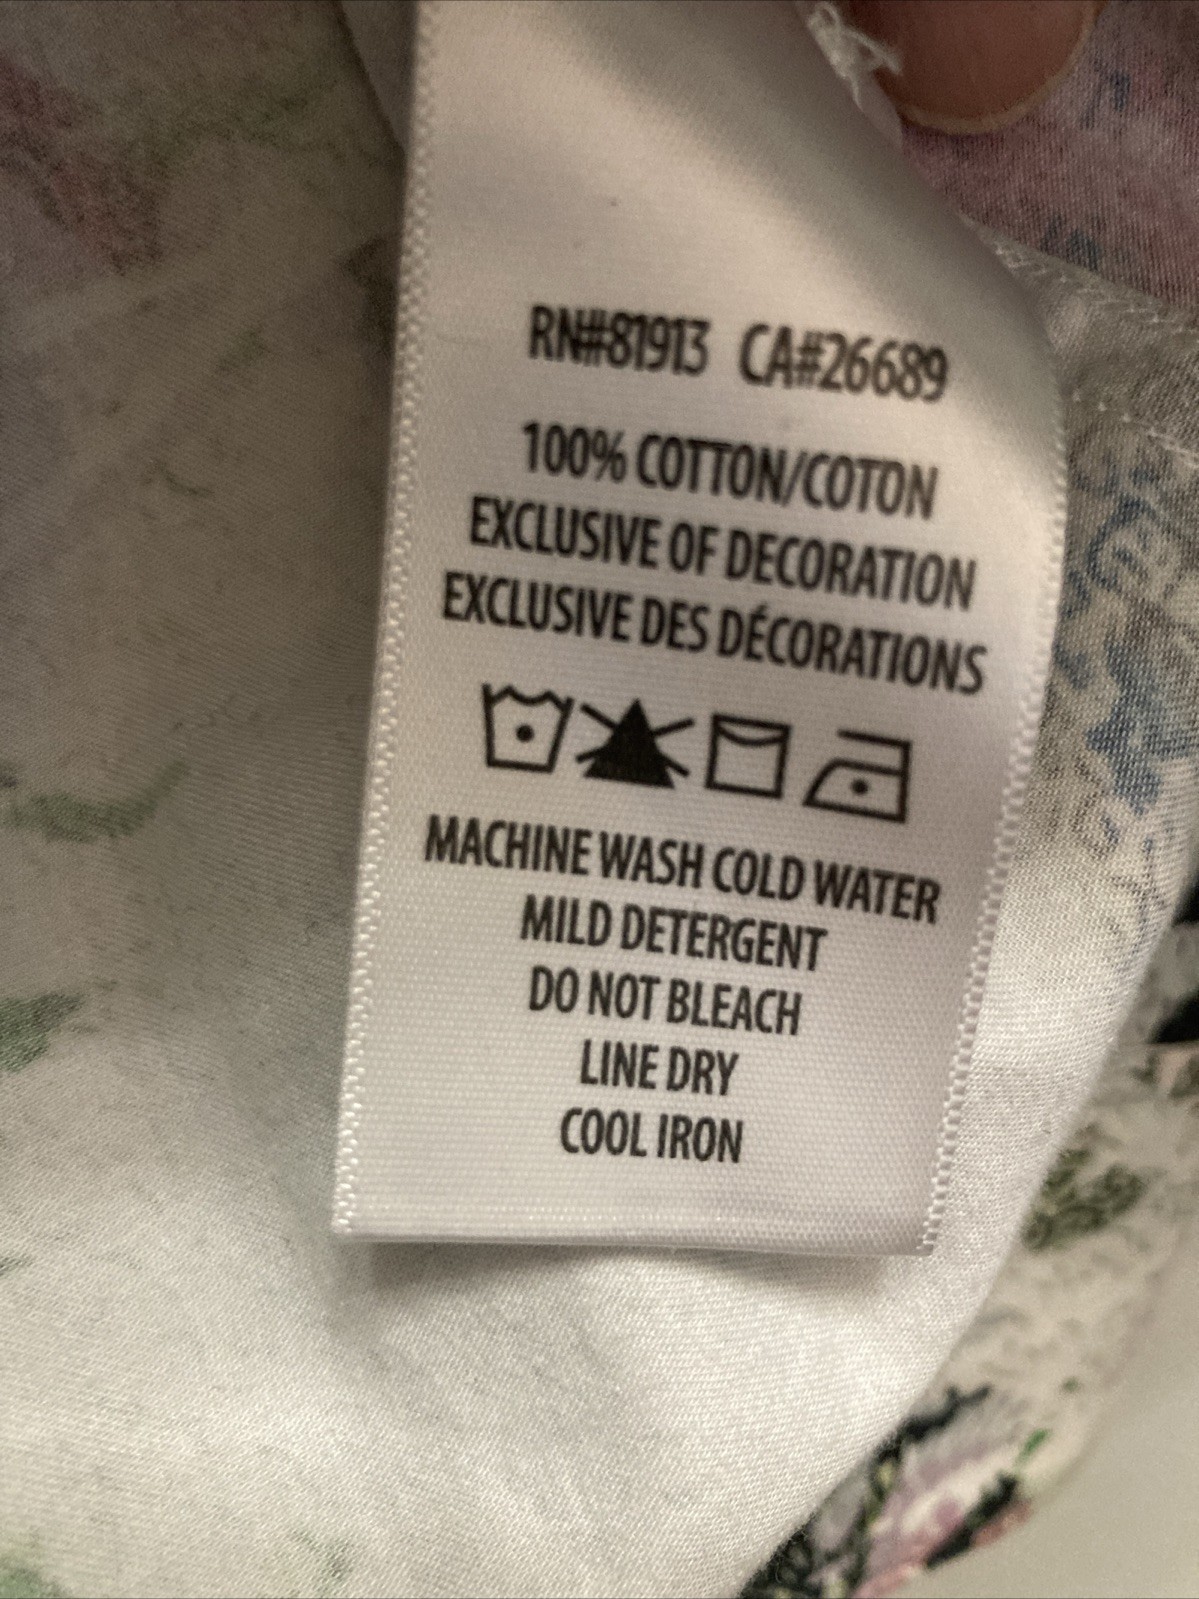 RN#81913 CA#26689
100% COTTON/COTON
EXCLUSIVE OF DECORATION
EXCLUSIVE DES DÉCORATIONS
MACHINE WASH COLD WATER
MILD DETERGENT
DO NOT BLEACH
LINE DRY
COOL IRON